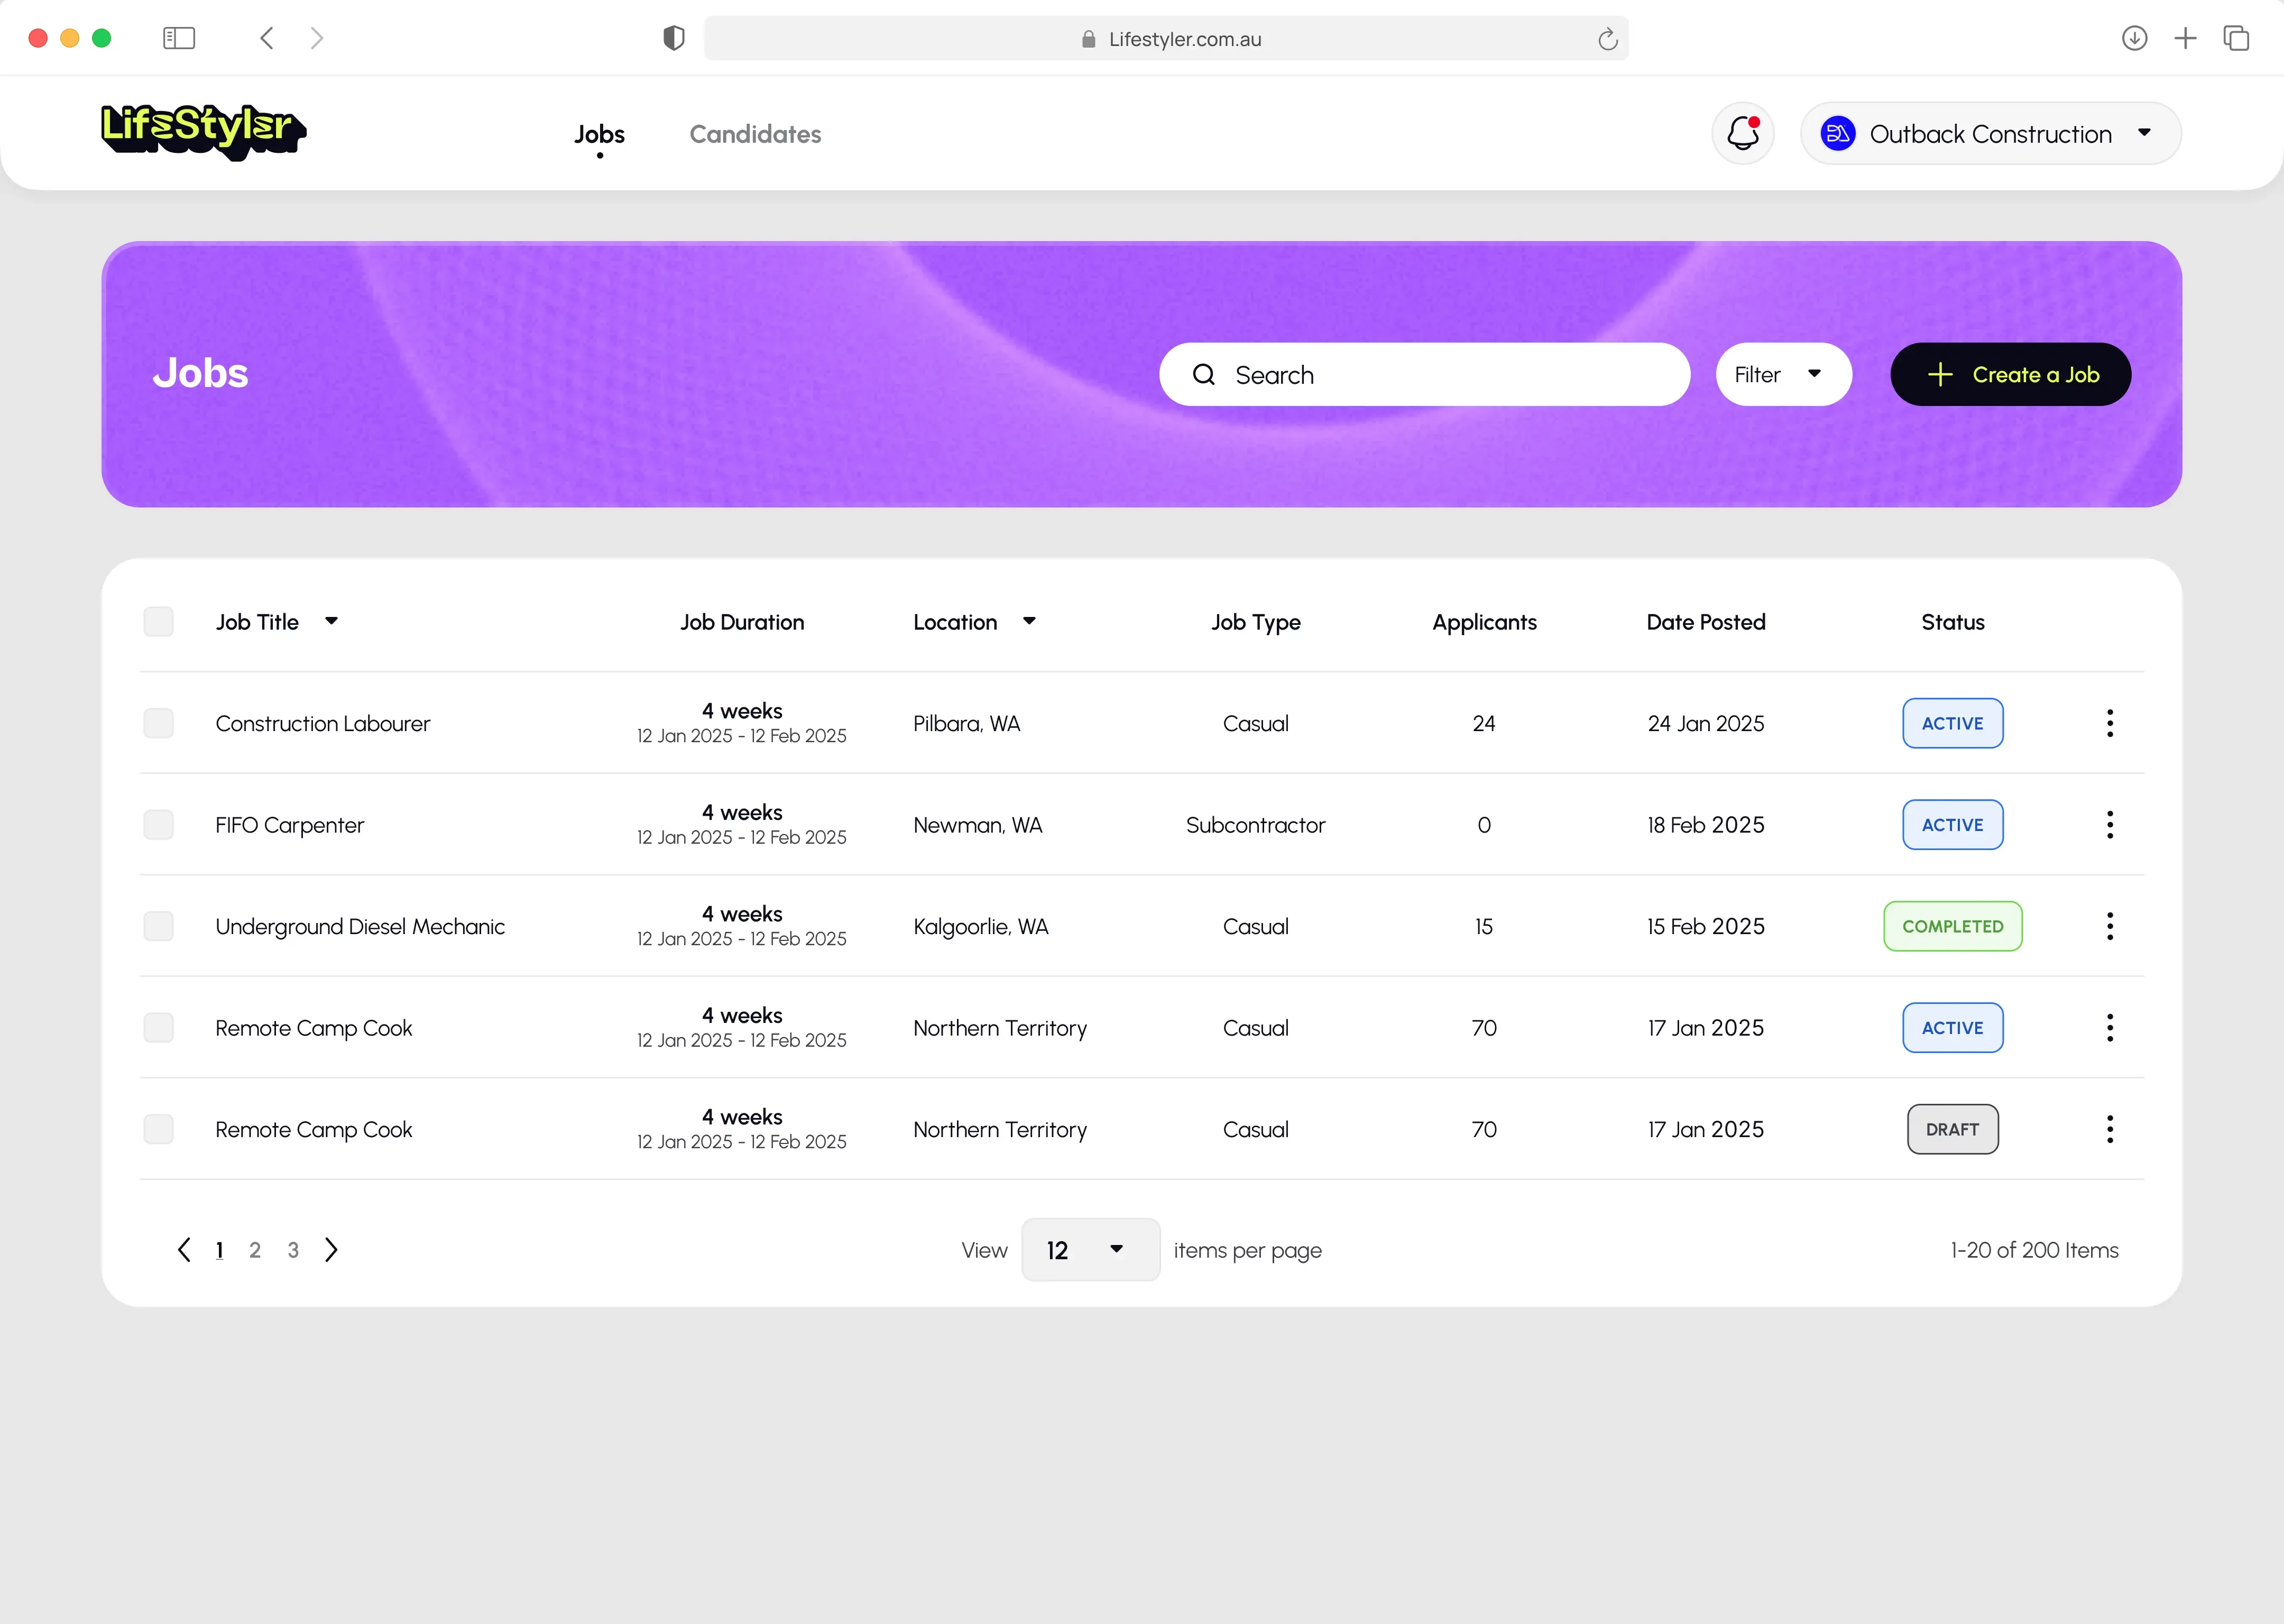 Lifestyler.com.au
LifeStyler
Jobs
Candidates
Outback Construction
Jobs
Search
Filter
Create a Job
Job Title
Job Duration
Location
Job Type
Applicants
Date Posted
Status
Construction Labourer
4 weeks
12 Jan 2025 - 12 Feb 2025
Pilbara, WA
Casual
24
24 Jan 2025
ACTIVE
FIFO Carpenter
4 weeks
12 Jan 2025 - 12 Feb 2025
Newman, WA
Subcontractor
0
18 Feb 2025
ACTIVE
Underground Diesel Mechanic
4 weeks
12 Jan 2025 - 12 Feb 2025
Kalgoorlie, WA
Casual
15
15 Feb 2025
COMPLETED
Remote Camp Cook
4 weeks
12 Jan 2025 - 12 Feb 2025
Northern Territory
Casual
70
17 Jan 2025
ACTIVE
Remote Camp Cook
4 weeks
12 Jan 2025 - 12 Feb 2025
Northern Territory
Casual
70
17 Jan 2025
DRAFT
1 2 3
View 12 items per page
1-20 of 200 Items